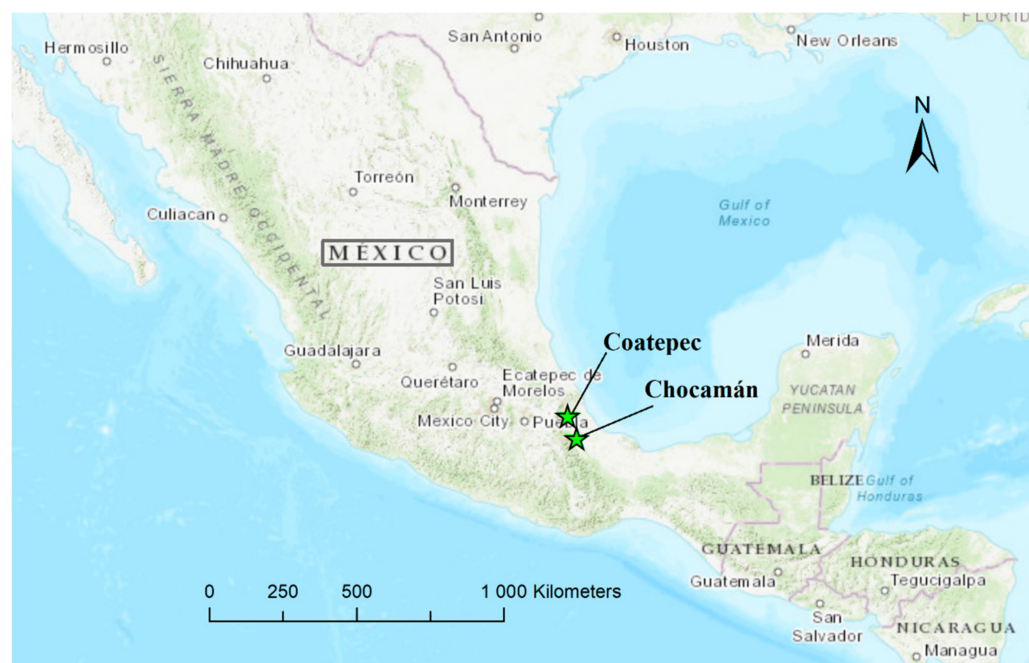 FLORID
San Antonio
Houston
New Orleans
Hermosillo
Chihuahua
SIERRA MADRE OCCIDENTAL
N
Torreón
Monterrey
Culiacan
Gulf of
Mexico
MÉXICO
San Luis
Potosi
Coatepec
Merida
Guadalajara
Querétaro
Ecatepec de
Morelos
Chocamán
YUCATAN
PENINSULA
Mexico City
Puebla
BELIZE
Gulf of
Honduras
GUATEMALA
HONDURAS
Guatemala
Tegucigalpa
0 250 500 1 000 Kilometers
San
Salvador
NICARAGUA
Managua